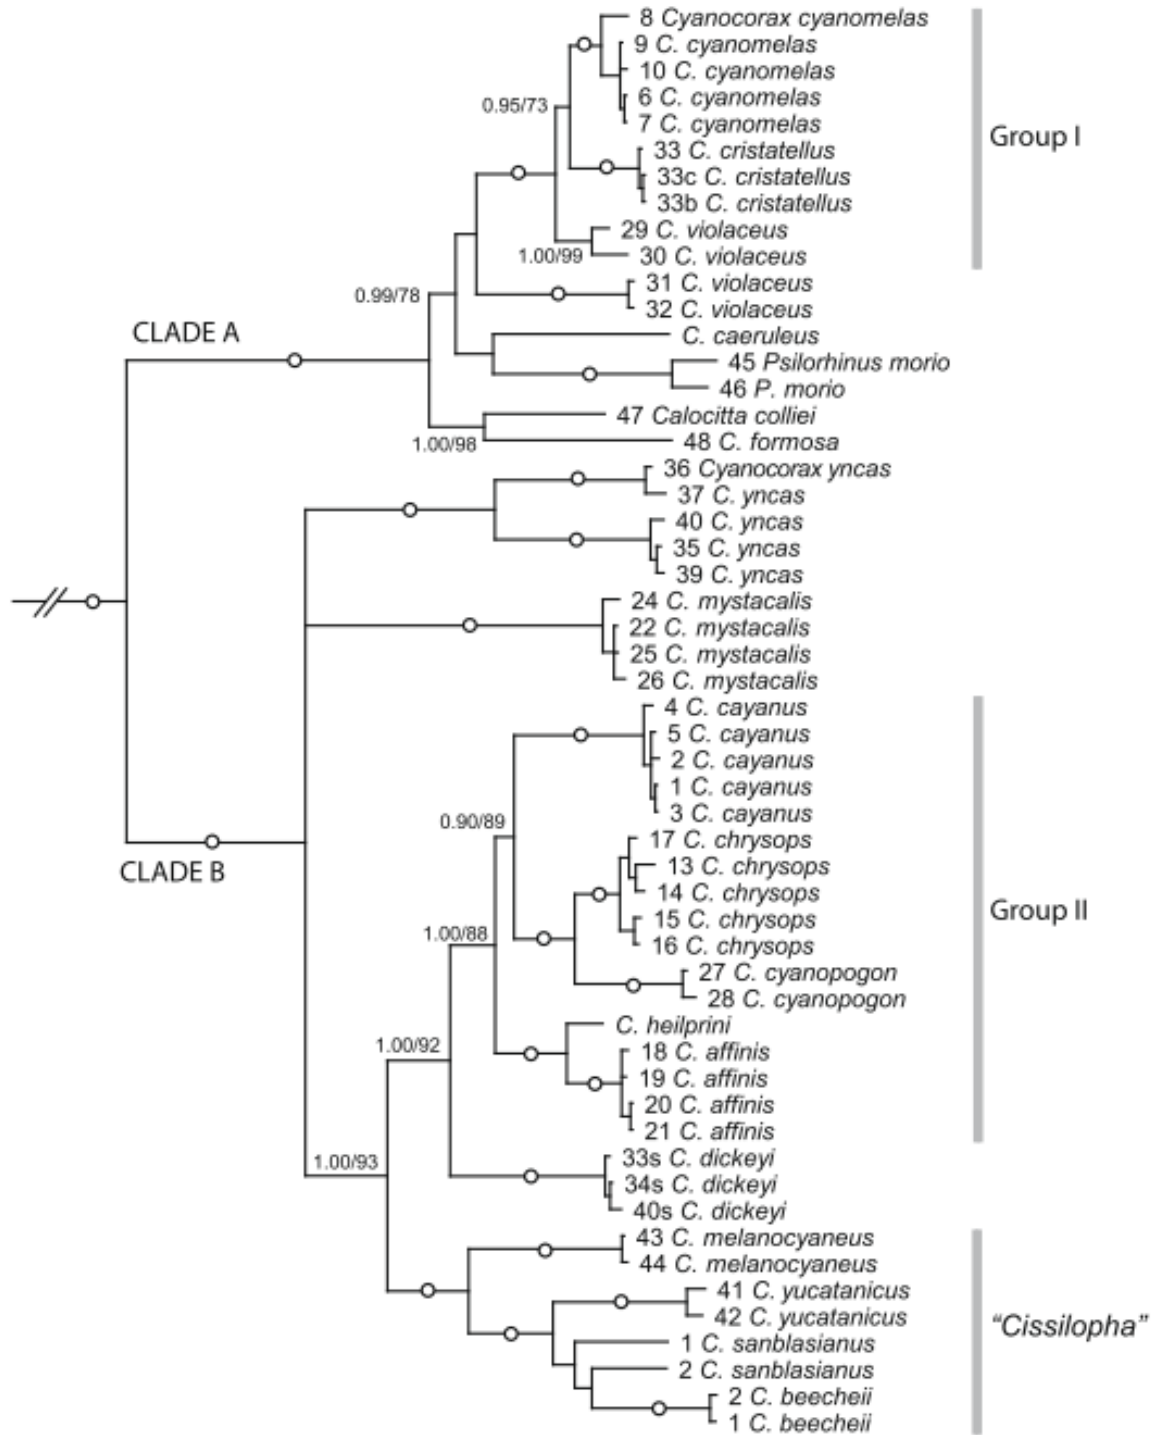 8 Cyanocorax cyanomelas
9 C. cyanomelas
10 C. cyanomelas
6 C. cyanomelas
0.95/73
7 C. cyanomelas
Group I
33 C. cristatellus
33c C. cristatellus
33b C. cristatellus
29 C. violaceus
1.00/99
30 C. violaceus
31 C. violaceus
0.99/78
32 C. violaceus
CLADE A
C. caeruleus
45 Psilorhinus morio
46 P. morio
47 Calocitta colliei
1.00/98
48 C. formosa
36 Cyanocorax yncas
37 C. yncas
40 C. yncas
35 C. yncas
39 C. yncas
24 C. mystacalis
22 C. mystacalis
25 C. mystacalis
26 C. mystacalis
4 C. cayanus
5 C. cayanus
2 C. cayanus
1 C. cayanus
3 C. cayanus
0.90/89
17 C. chrysops
CLADE B
13 C. chrysops
14 C. chrysops
Group II
15 C. chrysops
1.00/88
16 C. chrysops
27 C. cyanopogon
28 C. cyanopogon
C. heilprini
1.00/92
18 C. affinis
19 C. affinis
20 C. affinis
21 C. affinis
1.00/93
33s C. dickeyi
34s C. dickeyi
40s C. dickeyi
43 C. melanocyaneus
44 C. melanocyaneus
41 C. yucatanicus
42 C. yucatanicus
"Cissilopha"
1 C. sanblasianus
2 C. sanblasianus
2 C. beecheii
1 C. beecheii